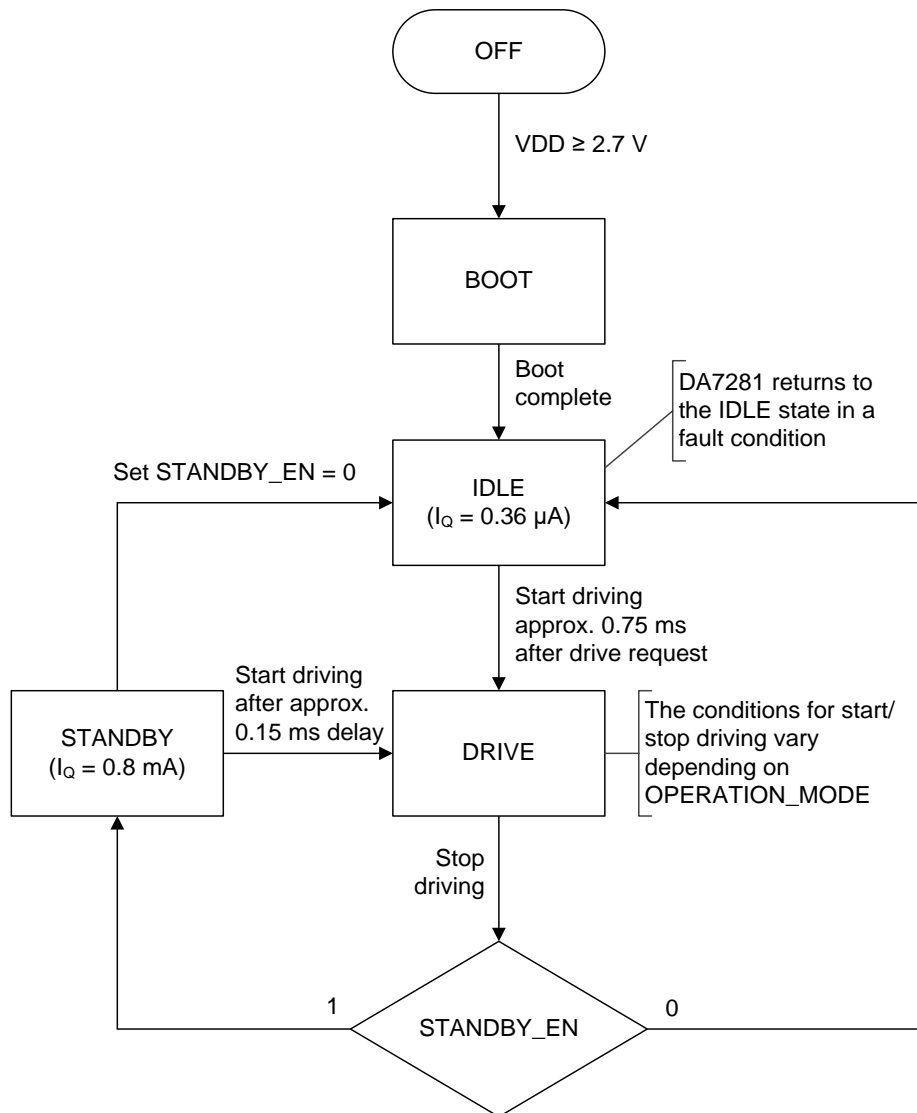 OFF
VDD ≥ 2.7 V
BOOT
Boot
complete
DA7281 returns to
the IDLE state in a
fault condition
Set STANDBY_EN = 0
IDLE
(IQ = 0.36 µA)
Start driving
approx. 0.75 ms
after drive request
Start driving
after approx.
0.15 ms delay
STANDBY
(IQ = 0.8 mA)
DRIVE
The conditions for start/
stop driving vary
depending on
OPERATION_MODE
Stop
driving
1
0
STANDBY_EN